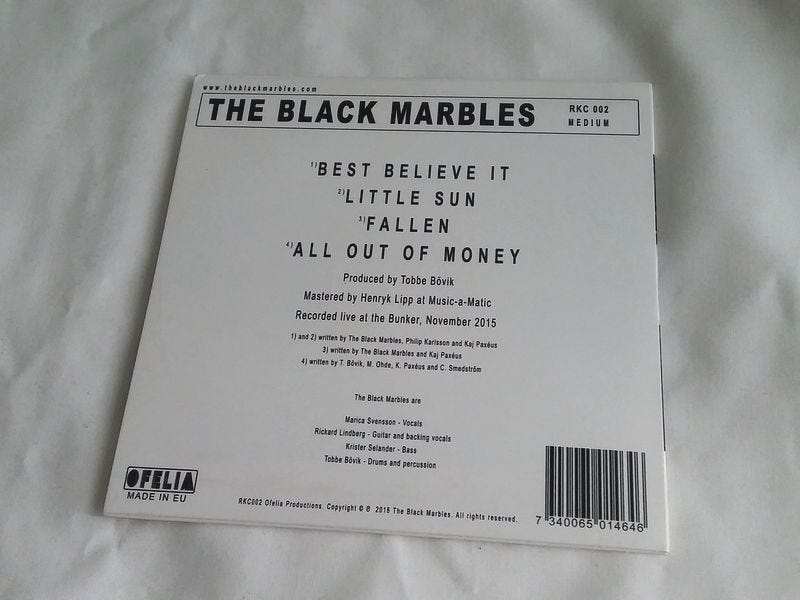 www.theblackmarbles.com
THE BLACK MARBLES
RKC 002
MEDIUM
1)BEST BELIEVE IT
2)LITTLE SUN
3)FALLEN
4)ALL OUT OF MONEY
Produced by Tobbe Bövik
Mastered by Henryk Lipp at Music-a-Matic
Recorded live at the Bunker, November 2015
1) and 2) written by The Black Marbles, Philip Karlsson and Kaj Paxéus
3) written by The Black Marbles and Kaj Paxéus
4) written by T. Bövik, M. Ohde, K. Paxéus and C. Smedström
The Black Marbles are
Marica Svensson - Vocals
Rickard Lindberg - Guitar and backing vocals
Krister Selander - Bass
Tobbe Bövik - Drums and percussion
OFELIA
MADE IN EU
RKC002 Ofelia Productions. Copyright © ℗ 2016 The Black Marbles. All rights reserved.
7 340065 014646